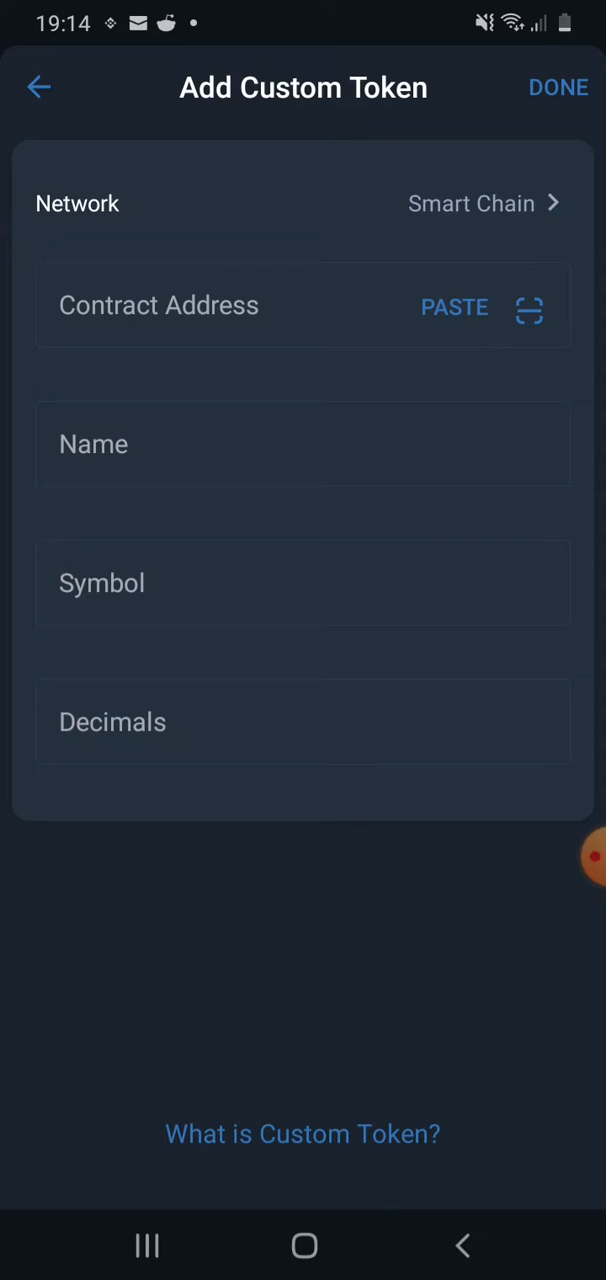 19:14
Add Custom Token
DONE
Network
Smart Chain
Contract Address
PASTE
Name
Symbol
Decimals
What is Custom Token?